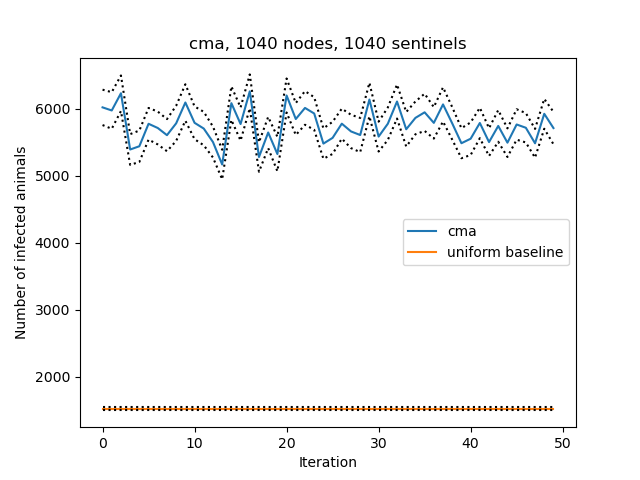 cma, 1040 nodes, 1040 sentinels
Number of infected animals
6000
5000
4000
3000
2000
cma
uniform baseline
0
10
20
30
40
50
Iteration